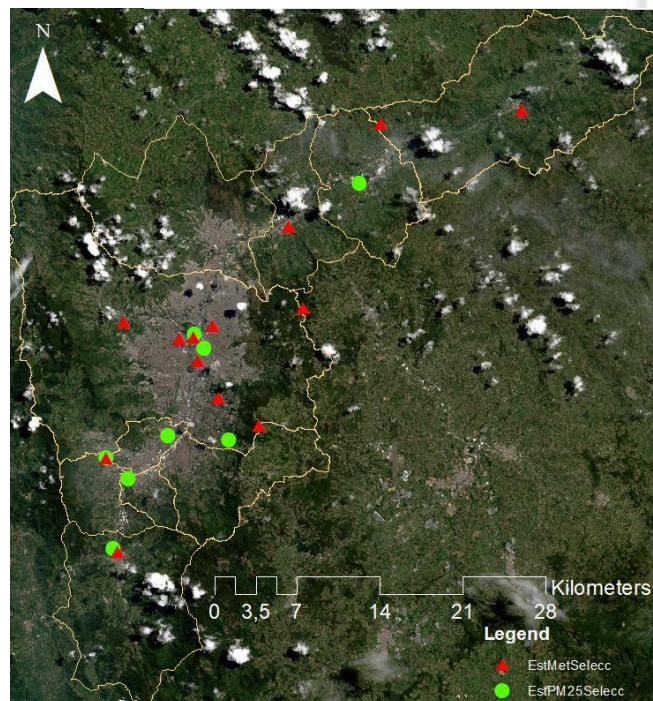 N
Kilometers
0 3,5 7 14 21 28
Legend
EstMetSelecc
EstPM25Selecc